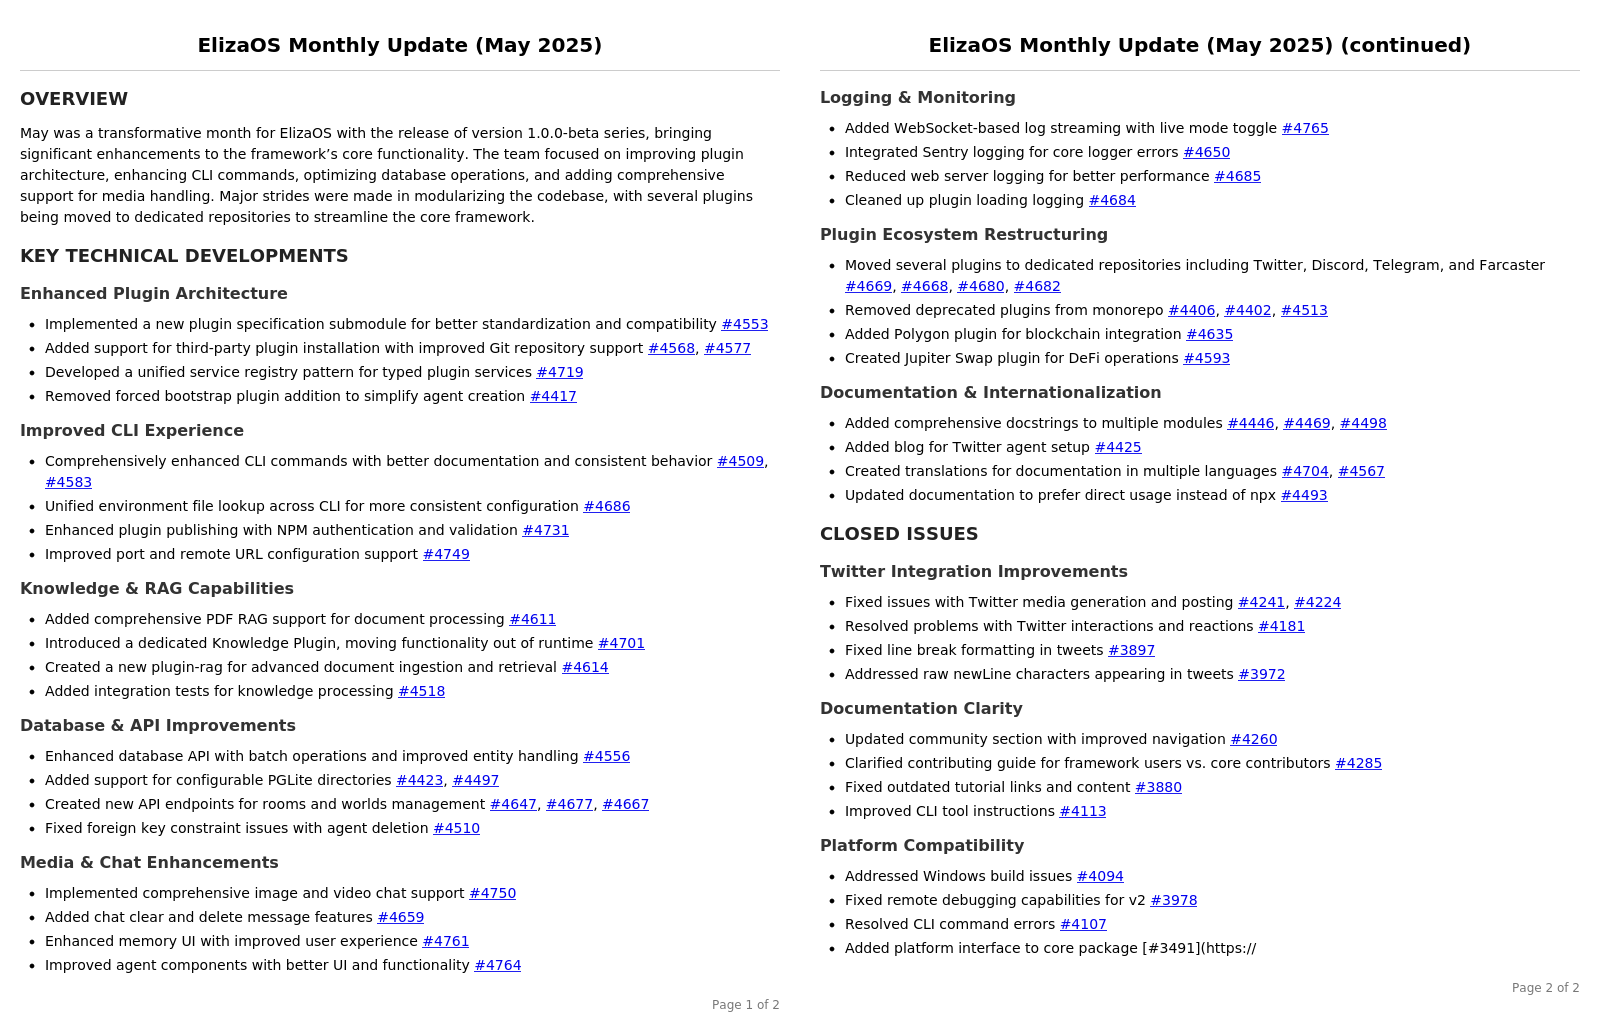 ElizaOS Monthly Update (May 2025)
OVERVIEW
May was a transformative month for ElizaOS with the release of version 1.0.0-beta series, bringing
significant enhancements to the framework’s core functionality. The team focused on improving plugin
architecture, enhancing CLI commands, optimizing database operations, and adding comprehensive
support for media handling. Major strides were made in modularizing the codebase, with several plugins
being moved to dedicated repositories to streamline the core framework.
KEY TECHNICAL DEVELOPMENTS
Enhanced Plugin Architecture
• Implemented a new plugin specification submodule for better standardization and compatibility #4553
• Added support for third-party plugin installation with improved Git repository support #4568, #4577
• Developed a unified service registry pattern for typed plugin services #4719
• Removed forced bootstrap plugin addition to simplify agent creation #4417
Improved CLI Experience
• Comprehensively enhanced CLI commands with better documentation and consistent behavior #4509,
#4583
• Unified environment file lookup across CLI for more consistent configuration #4686
• Enhanced plugin publishing with NPM authentication and validation #4731
• Improved port and remote URL configuration support #4749
Knowledge & RAG Capabilities
• Added comprehensive PDF RAG support for document processing #4611
• Introduced a dedicated Knowledge Plugin, moving functionality out of runtime #4701
• Created a new plugin-rag for advanced document ingestion and retrieval #4614
• Added integration tests for knowledge processing #4518
Database & API Improvements
• Enhanced database API with batch operations and improved entity handling #4556
• Added support for configurable PGLite directories #4423, #4497
• Created new API endpoints for rooms and worlds management #4647, #4677, #4667
• Fixed foreign key constraint issues with agent deletion #4510
Media & Chat Enhancements
• Implemented comprehensive image and video chat support #4750
• Added chat clear and delete message features #4659
• Enhanced memory UI with improved user experience #4761
• Improved agent components with better UI and functionality #4764
Page 1 of 2
ElizaOS Monthly Update (May 2025) (continued)
Logging & Monitoring
• Added WebSocket-based log streaming with live mode toggle #4765
• Integrated Sentry logging for core logger errors #4650
• Reduced web server logging for better performance #4685
• Cleaned up plugin loading logging #4684
Plugin Ecosystem Restructuring
• Moved several plugins to dedicated repositories including Twitter, Discord, Telegram, and Farcaster
#4669, #4668, #4680, #4682
• Removed deprecated plugins from monorepo #4406, #4402, #4513
• Added Polygon plugin for blockchain integration #4635
• Created Jupiter Swap plugin for DeFi operations #4593
Documentation & Internationalization
• Added comprehensive docstrings to multiple modules #4446, #4469, #4498
• Added blog for Twitter agent setup #4425
• Created translations for documentation in multiple languages #4704, #4567
• Updated documentation to prefer direct usage instead of npx #4493
CLOSED ISSUES
Twitter Integration Improvements
• Fixed issues with Twitter media generation and posting #4241, #4224
• Resolved problems with Twitter interactions and reactions #4181
• Fixed line break formatting in tweets #3897
• Addressed raw newLine characters appearing in tweets #3972
Documentation Clarity
• Updated community section with improved navigation #4260
• Clarified contributing guide for framework users vs. core contributors #4285
• Fixed outdated tutorial links and content #3880
• Improved CLI tool instructions #4113
Platform Compatibility
• Addressed Windows build issues #4094
• Fixed remote debugging capabilities for v2 #3978
• Resolved CLI command errors #4107
• Added platform interface to core package [#3491](https://
Page 2 of 2